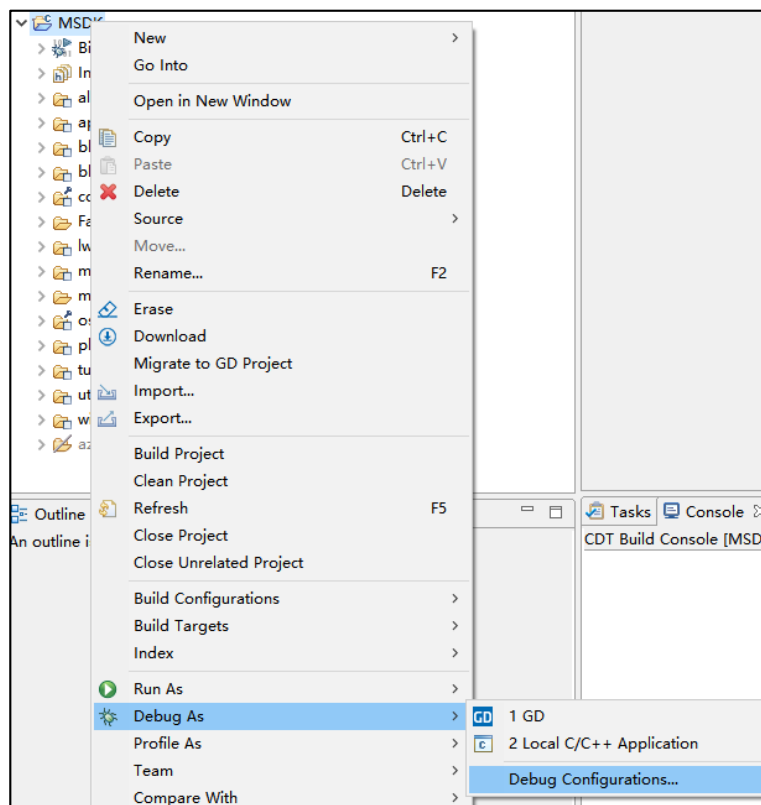 MSDK
New
Go Into
Open in New Window
Copy Ctrl+C
Paste Ctrl+V
Delete Delete
Source
Move...
Rename... F2
Erase
Download
Migrate to GD Project
Import...
Export...
Build Project
Clean Project
Refresh F5
Close Project
Close Unrelated Project
Build Configurations
Build Targets
Index
Run As
Debug As
Profile As
Team
Compare With
GD 1 GD
c 2 Local C/C++ Application
Debug Configurations...
Outline
An outline i
Tasks Console
CDT Build Console [MSD